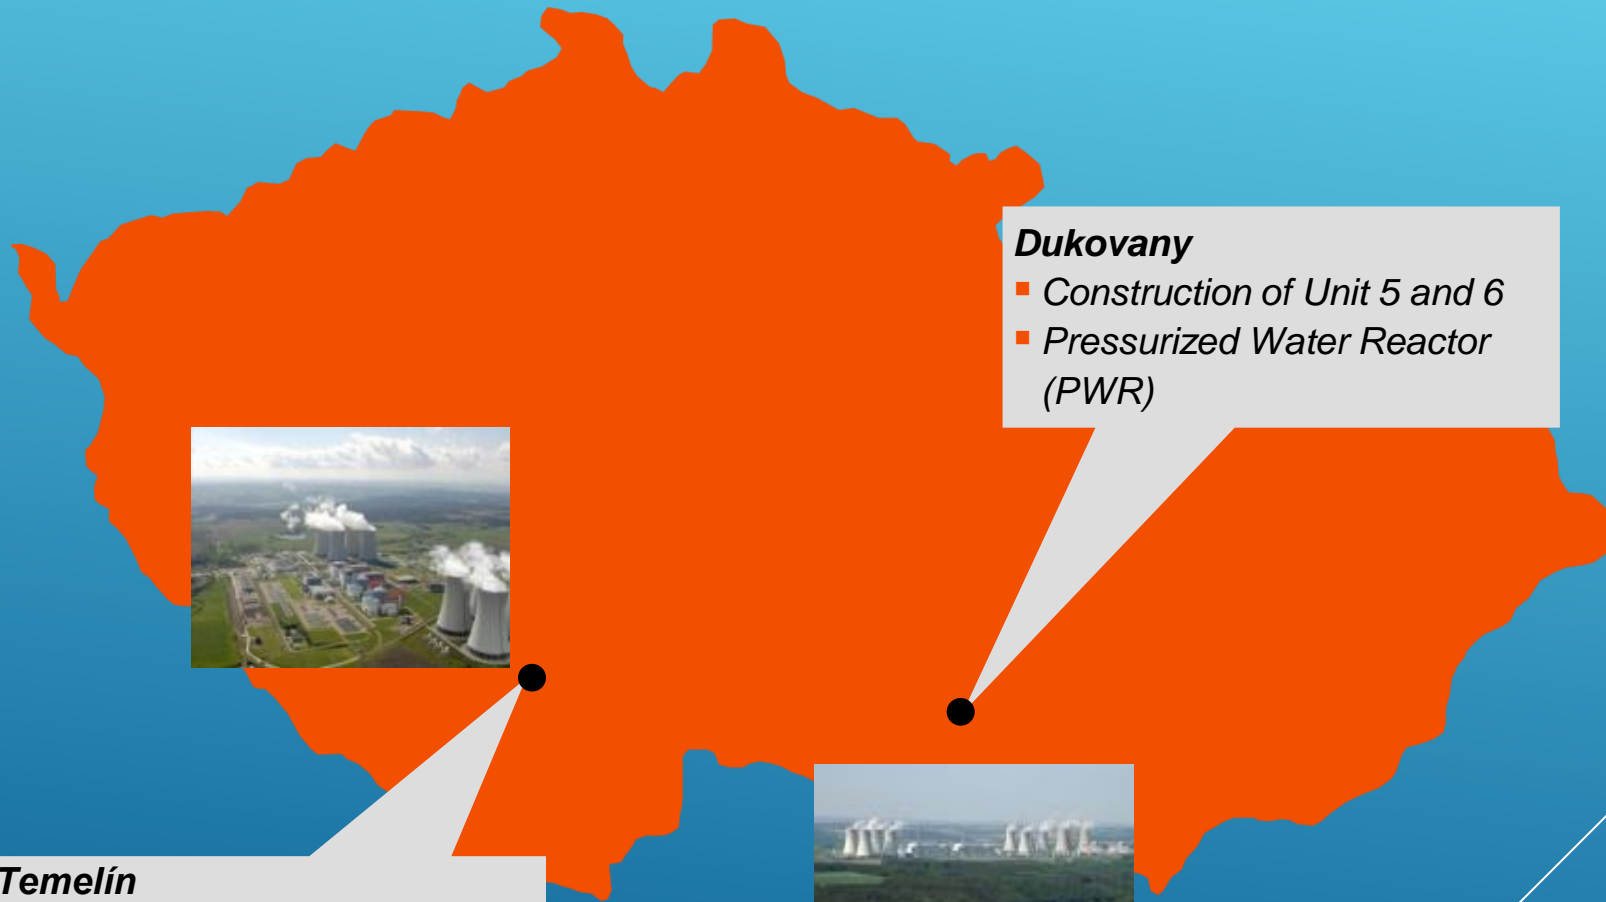 Dukovany
▪ Construction of Unit 5 and 6
▪ Pressurized Water Reactor
(PWR)
Temelín